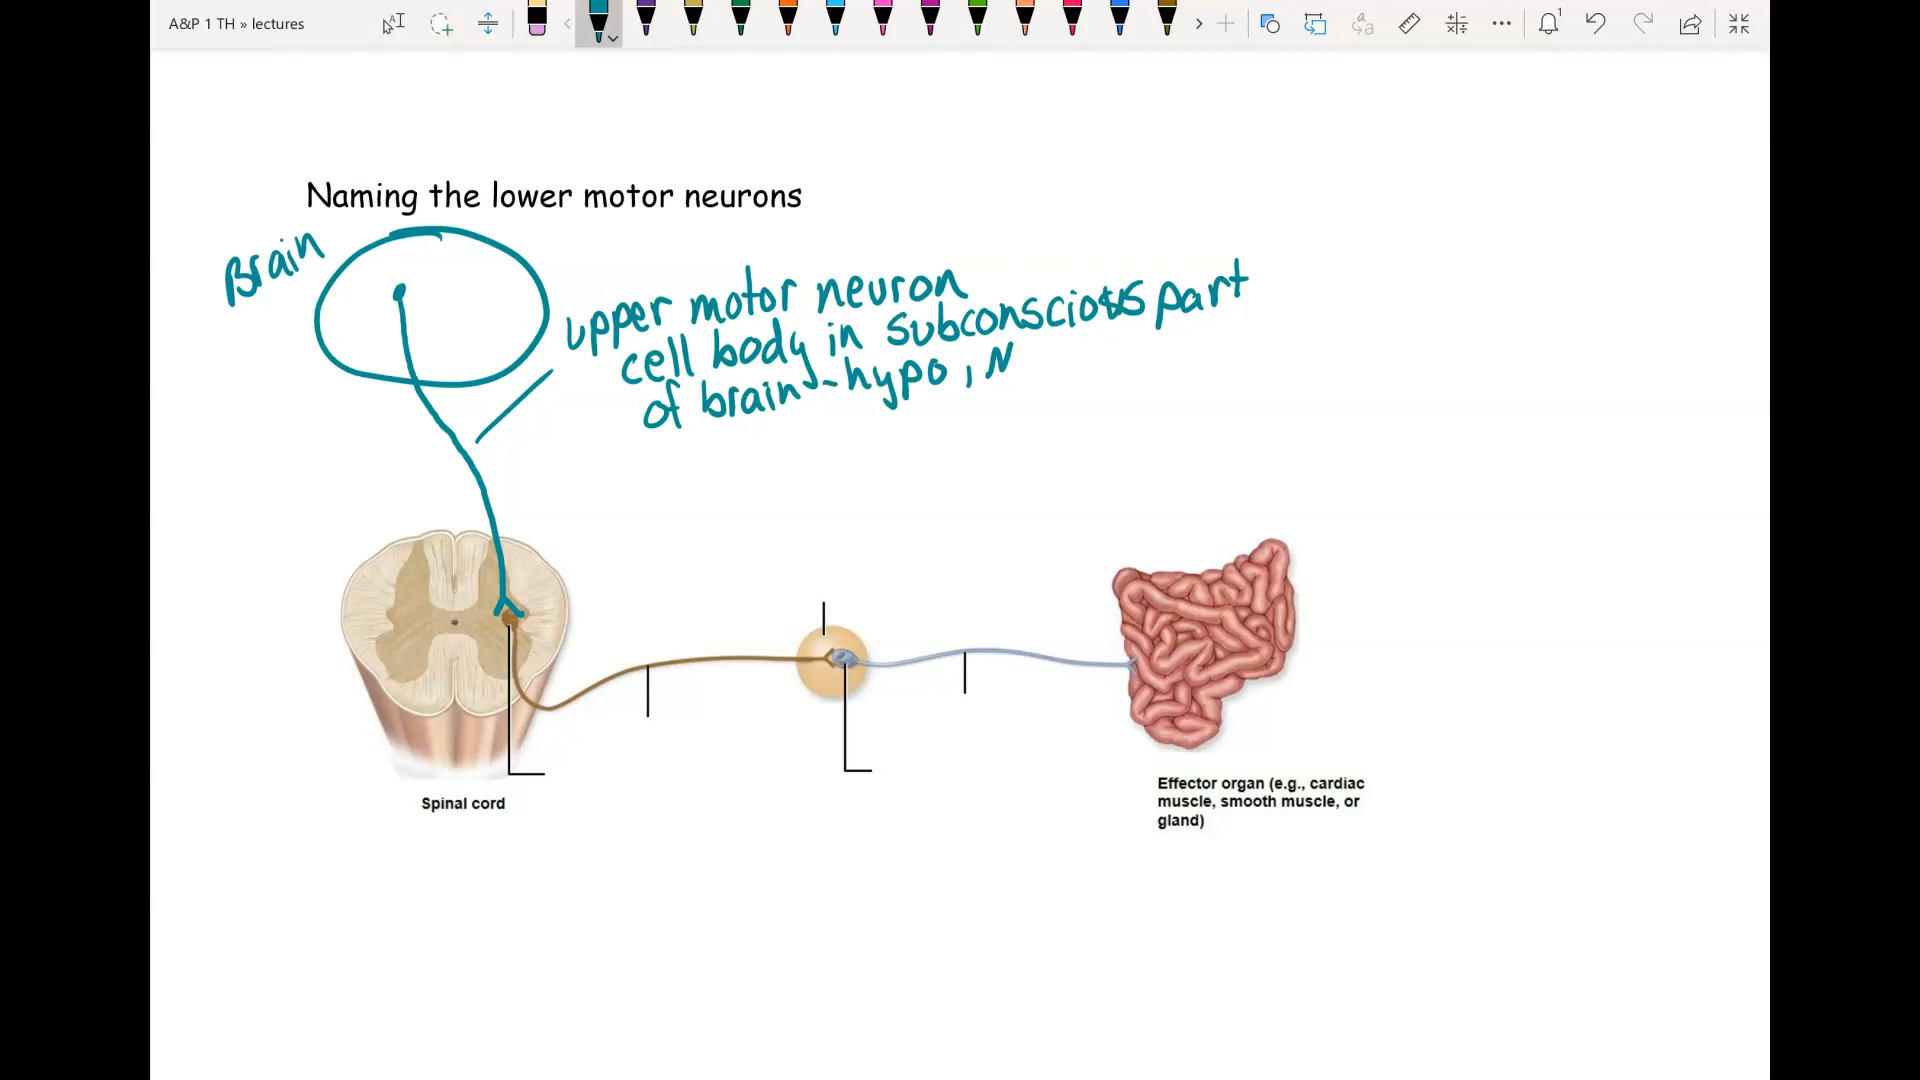 A&P 1 TH » lectures
Naming the lower motor neurons
Brain
upper motor neuron
cell body in subconscious part
of brain - hypo, N
Spinal cord
Effector organ (e.g., cardiac
muscle, smooth muscle, or
gland)